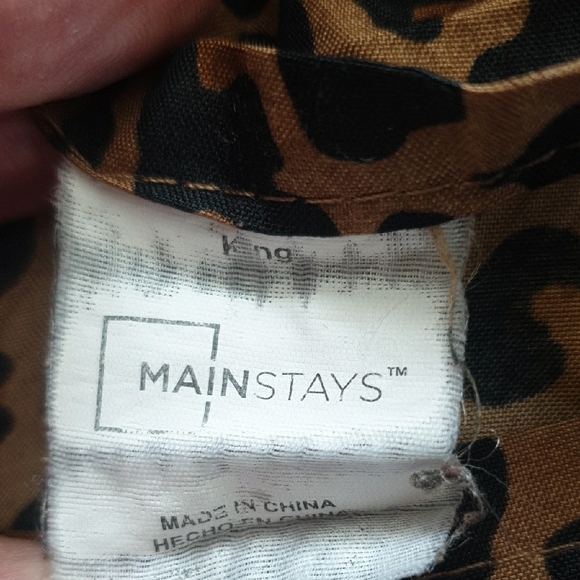 King
MAINSTAYS™
MADE IN CHINA
HECHO EN CHINA